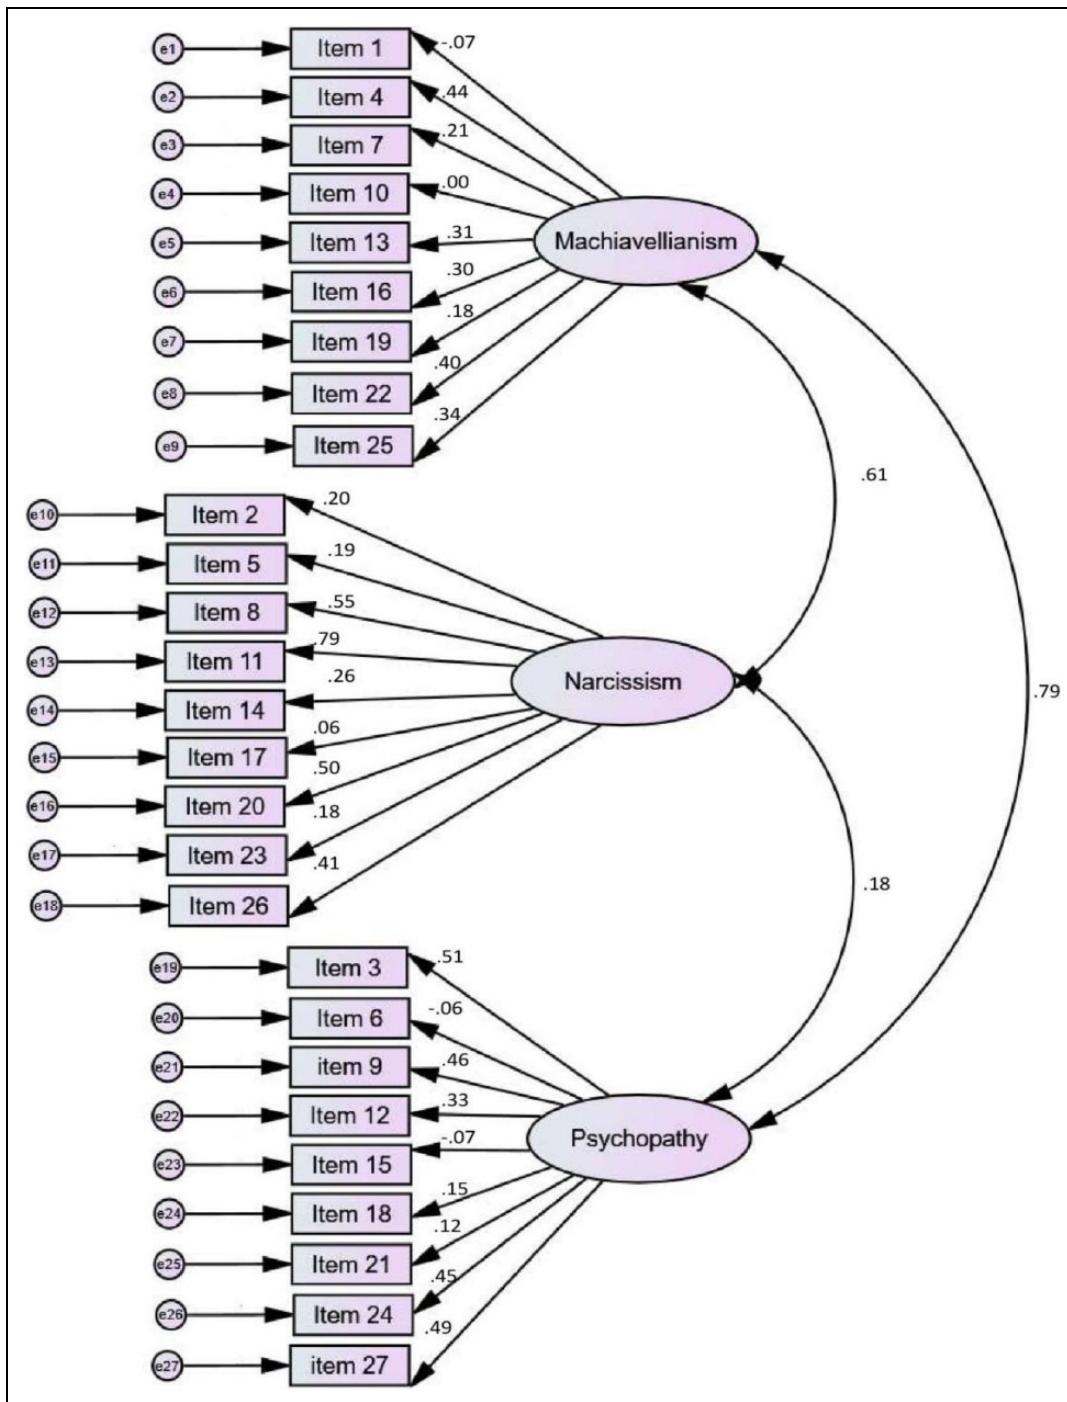 e1 Item 1 -.07
e2 Item 4 .44
e3 Item 7 .21
e4 Item 10 .00
e5 Item 13 .31
e6 Item 16 .30
e7 Item 19 .18
e8 Item 22 .40
e9 Item 25 .34
Machiavellianism
.61
e10 Item 2 .20
e11 Item 5 .19
e12 Item 8 .55
e13 Item 11 .79
e14 Item 14 .26
e15 Item 17 .06
e16 Item 20 .50
e17 Item 23 .18
e18 Item 26 .41
Narcissism
.79
.18
e19 Item 3 .51
e20 Item 6 -.06
e21 item 9 .46
e22 Item 12 .33
e23 Item 15 -.07
e24 Item 18 .15
e25 Item 21 .12
e26 Item 24 .45
e27 item 27 .49
Psychopathy